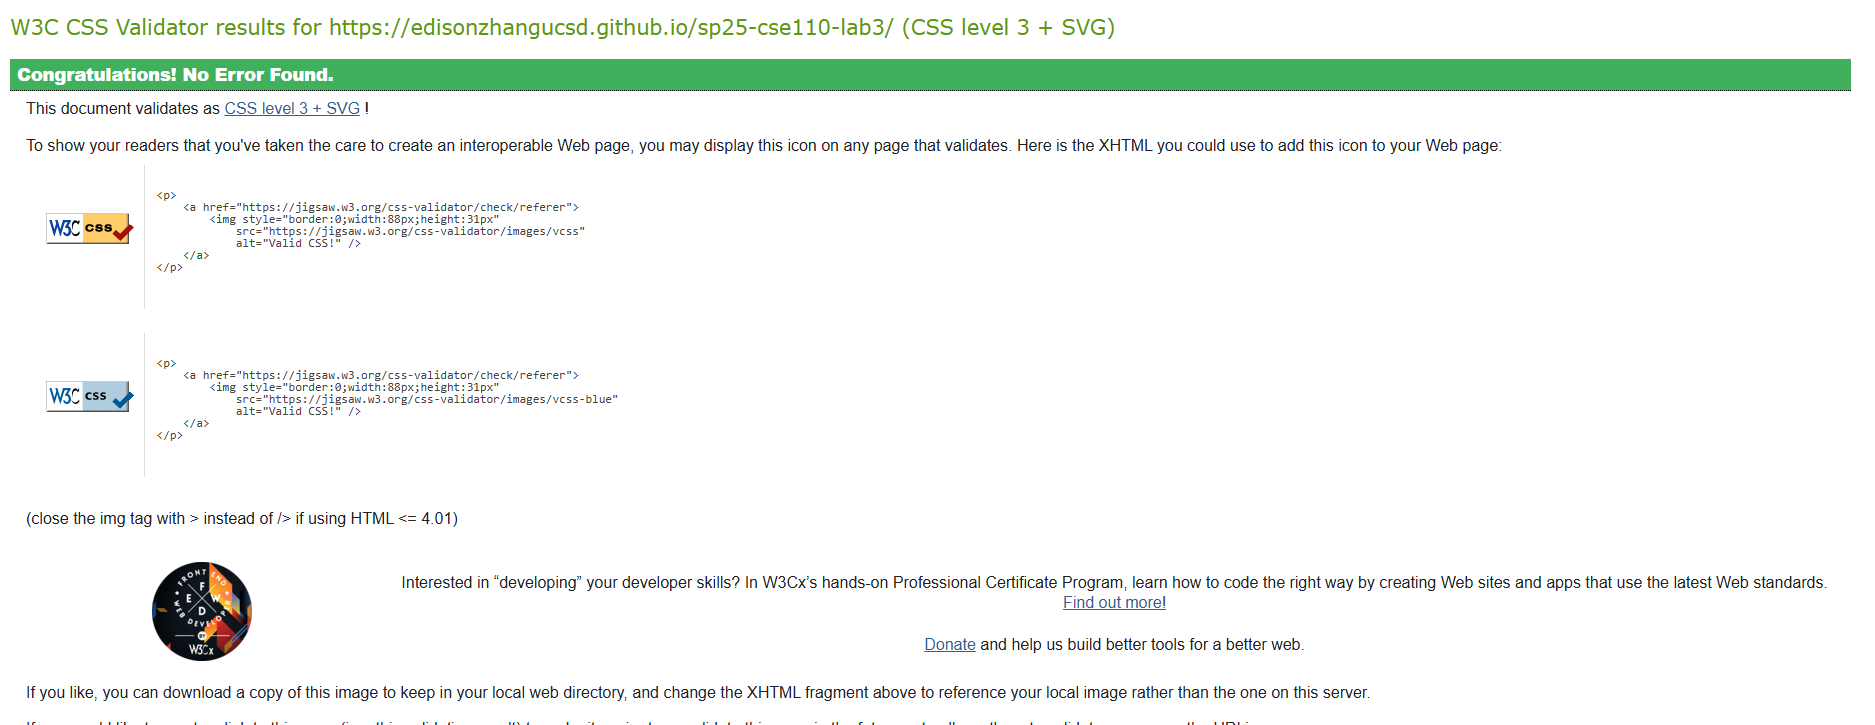 W3C CSS Validator results for https://edisonzhangucsd.github.io/sp25-cse110-lab3/ (CSS level 3 + SVG)
Congratulations! No Error Found.
This document validates as CSS level 3 + SVG !
To show your readers that you've taken the care to create an interoperable Web page, you may display this icon on any page that validates. Here is the XHTML you could use to add this icon to your Web page:
W3C css
<p>
<a href="https://jigsaw.w3.org/css-validator/check/referer">
<img style="border:0;width:88px;height:31px"
src="https://jigsaw.w3.org/css-validator/images/vcss"
alt="Valid CSS!" />
</a>
</p>
W3C css
<p>
<a href="https://jigsaw.w3.org/css-validator/check/referer">
<img style="border:0;width:88px;height:31px"
src="https://jigsaw.w3.org/css-validator/images/vcss-blue"
alt="Valid CSS!" />
</a>
</p>
(close the img tag with > instead of /> if using HTML <= 4.01)
FRONT END
WEB DEVELOPER
F
E W
D
BY
W3Cx
Interested in “developing” your developer skills? In W3Cx’s hands-on Professional Certificate Program, learn how to code the right way by creating Web sites and apps that use the latest Web standards.
Find out more!
Donate and help us build better tools for a better web.
If you like, you can download a copy of this image to keep in your local web directory, and change the XHTML fragment above to reference your local image rather than the one on this server.